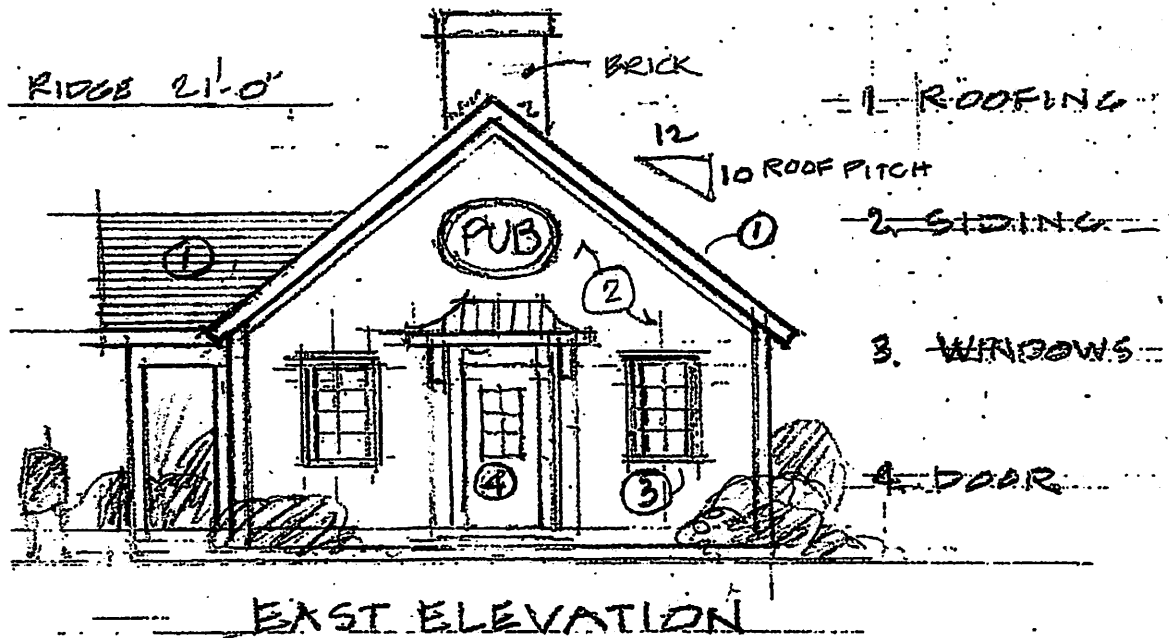 RIDGE 21'-0"
BRICK
1 ROOFING
12
10 ROOF PITCH
PUB
1
1
2. SIDING
2
3. WINDOWS
4
3
4 DOOR
EAST ELEVATION